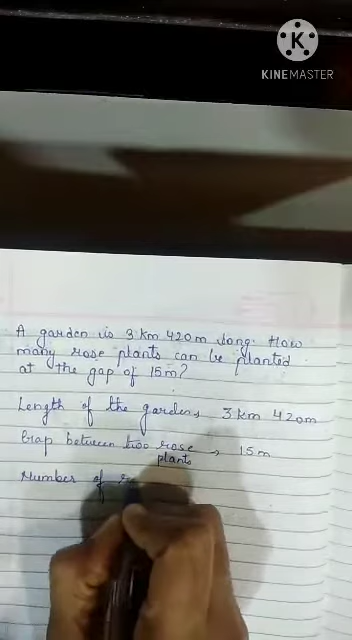 K
KINEMASTER
A garden is 3 km 420 m long. How
many rose plants can be planted
at the gap of 15 m?
Length of the garden → 3 km 420m
Gap between two rose → 15 m
plants
Number of